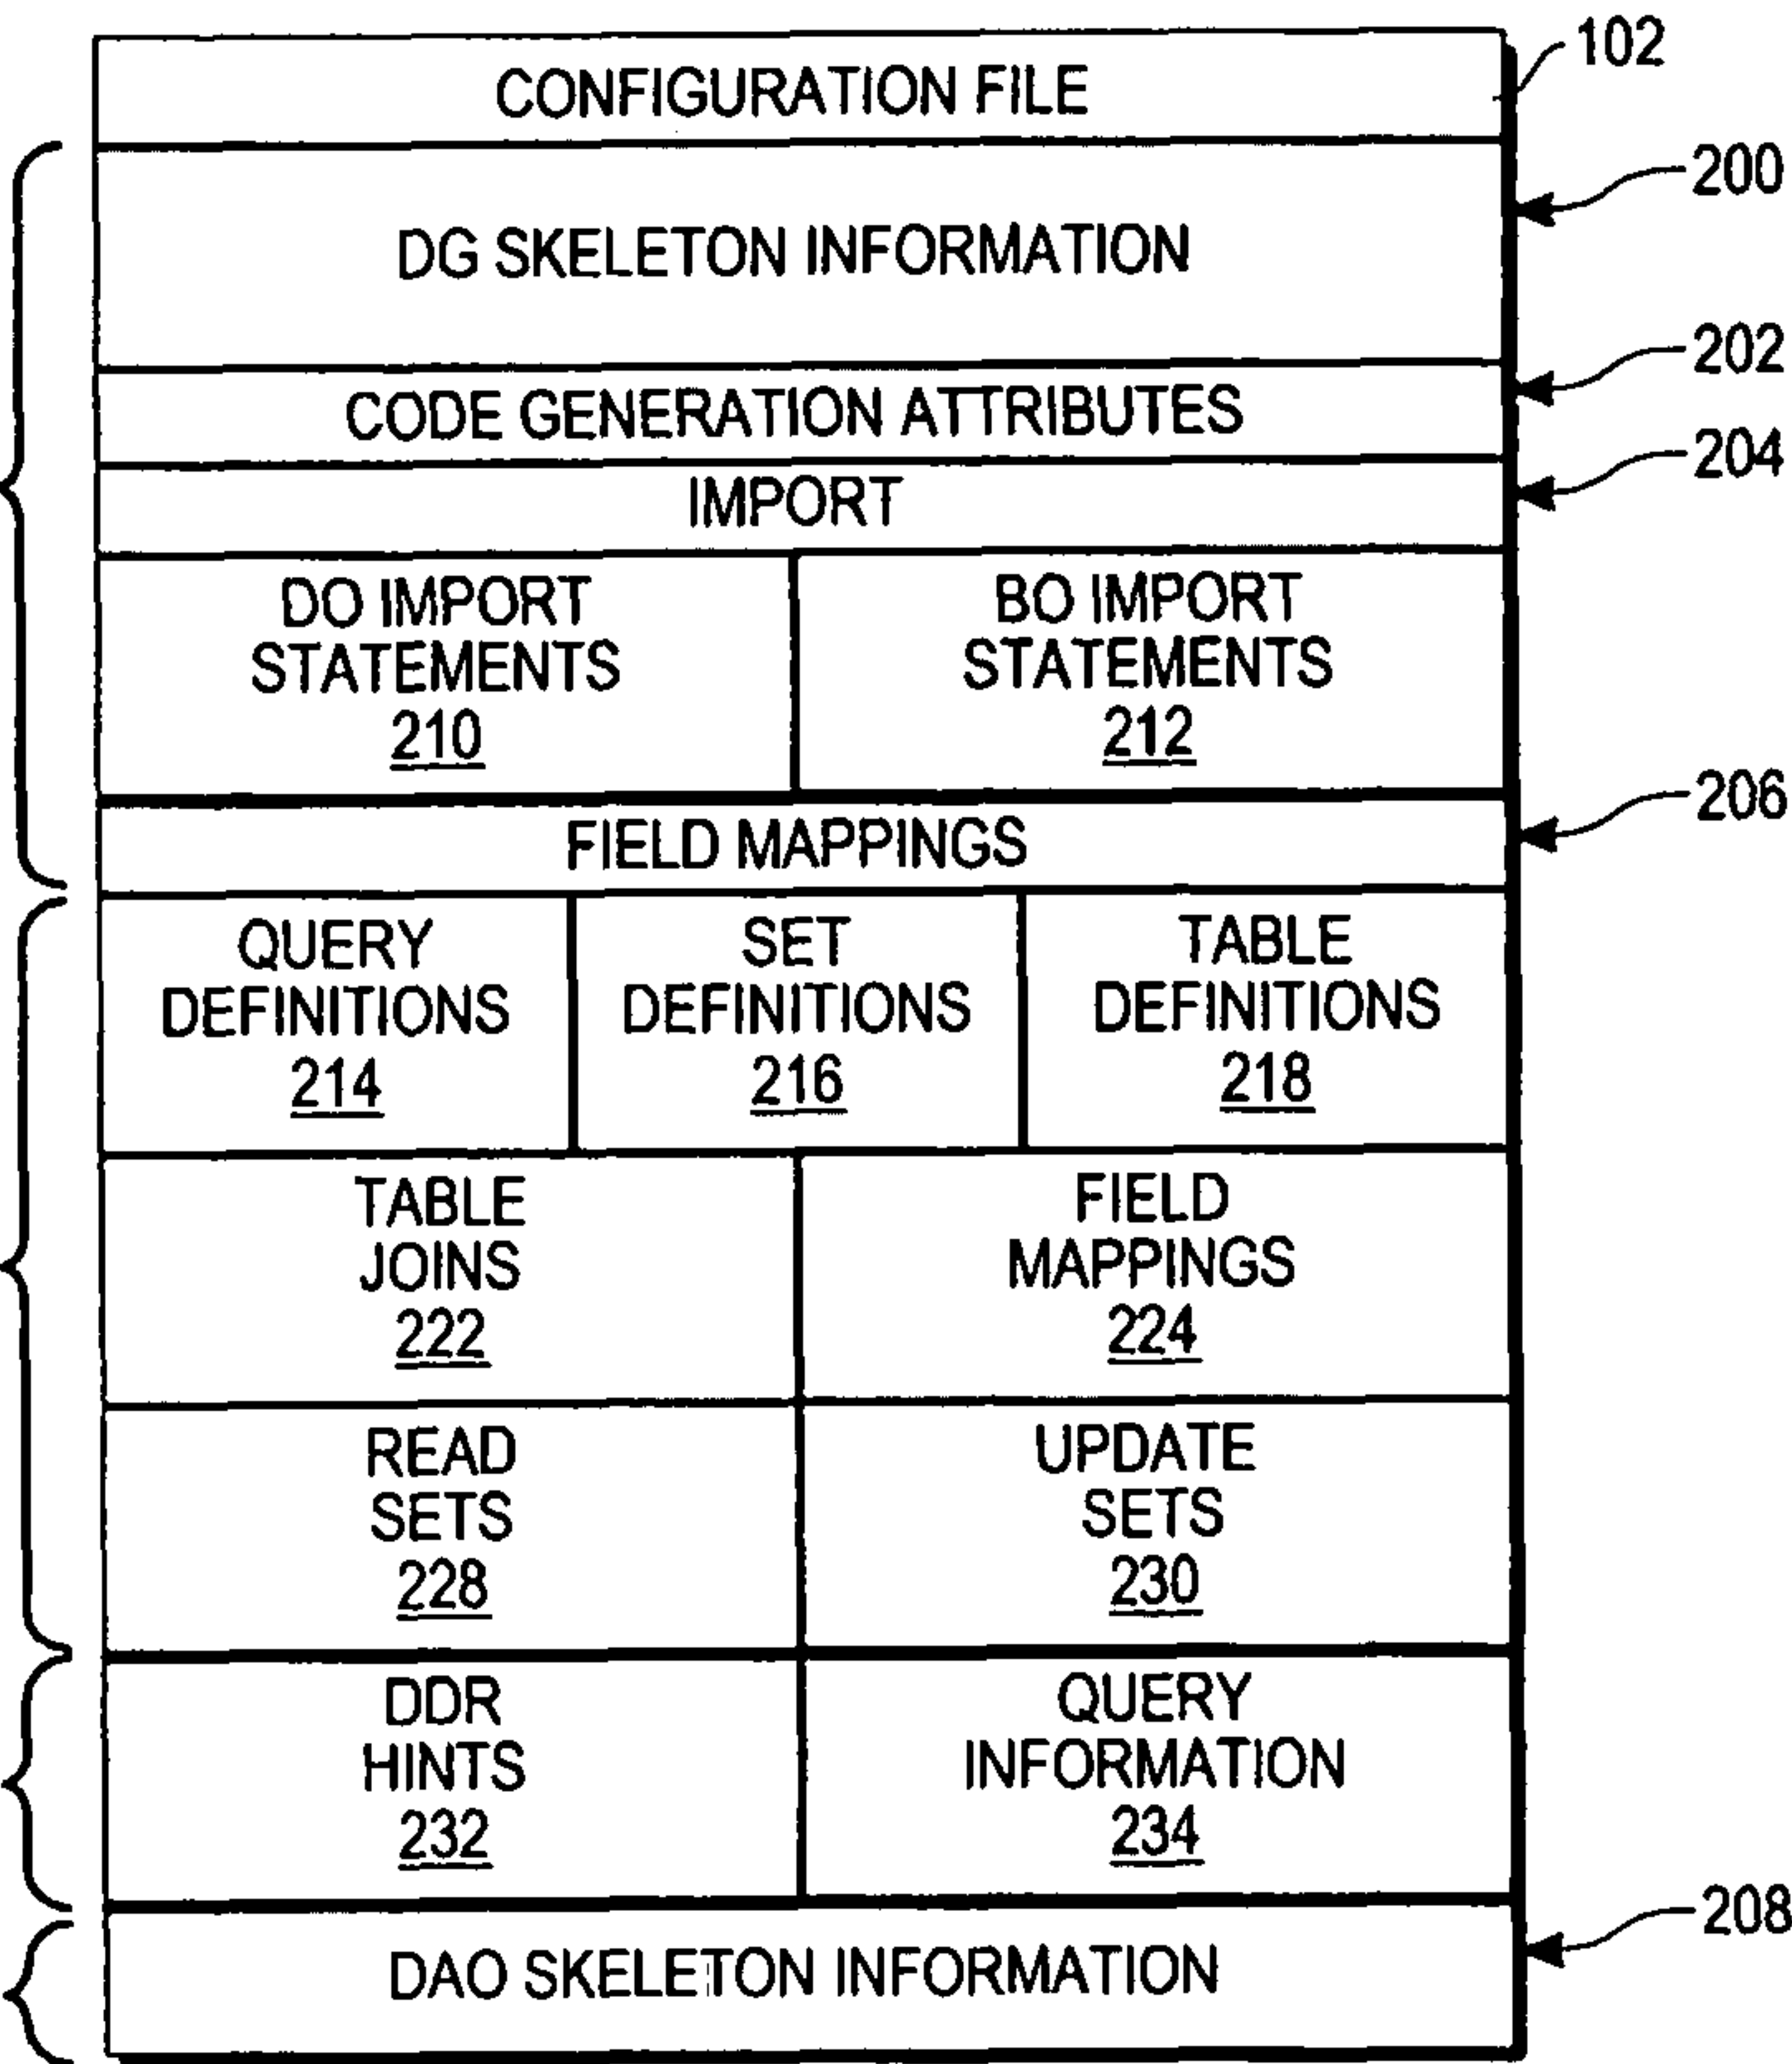 CONFIGURATION FILE
102
200
DG SKELETON INFORMATION
202
CODE GENERATION ATTRIBUTES
204
IMPORT
DO IMPORT
STATEMENTS
210
BO IMPORT
STATEMENTS
212
206
FIELD MAPPINGS
QUERY
DEFINITIONS
214
SET
DEFINITIONS
216
TABLE
DEFINITIONS
218
TABLE
JOINS
222
FIELD
MAPPINGS
224
READ
SETS
228
UPDATE
SETS
230
DDR
HINTS
232
QUERY
INFORMATION
234
208
DAO SKELETON INFORMATION